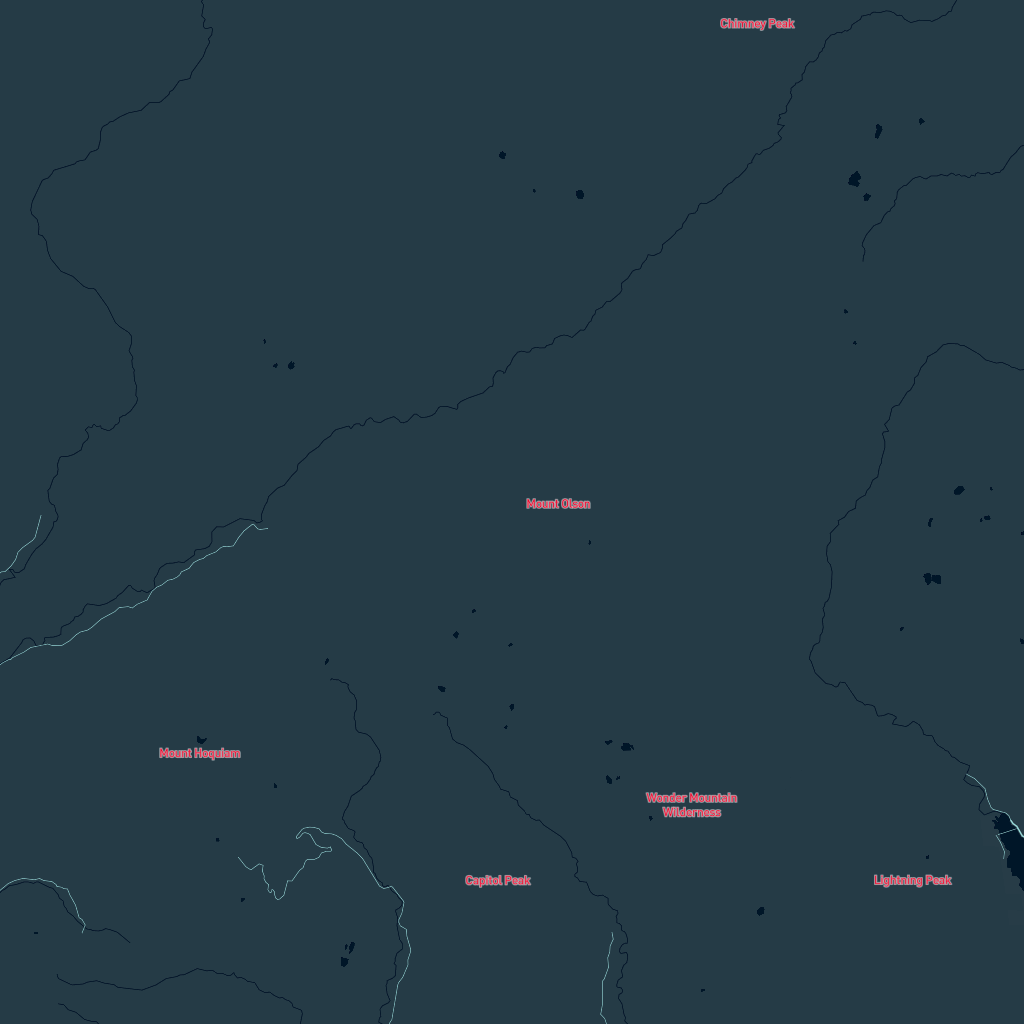 Chimney Peak
Mount Olson
Mount Hoquiam
Wonder Mountain
Wilderness
Capitol Peak
Lightning Peak